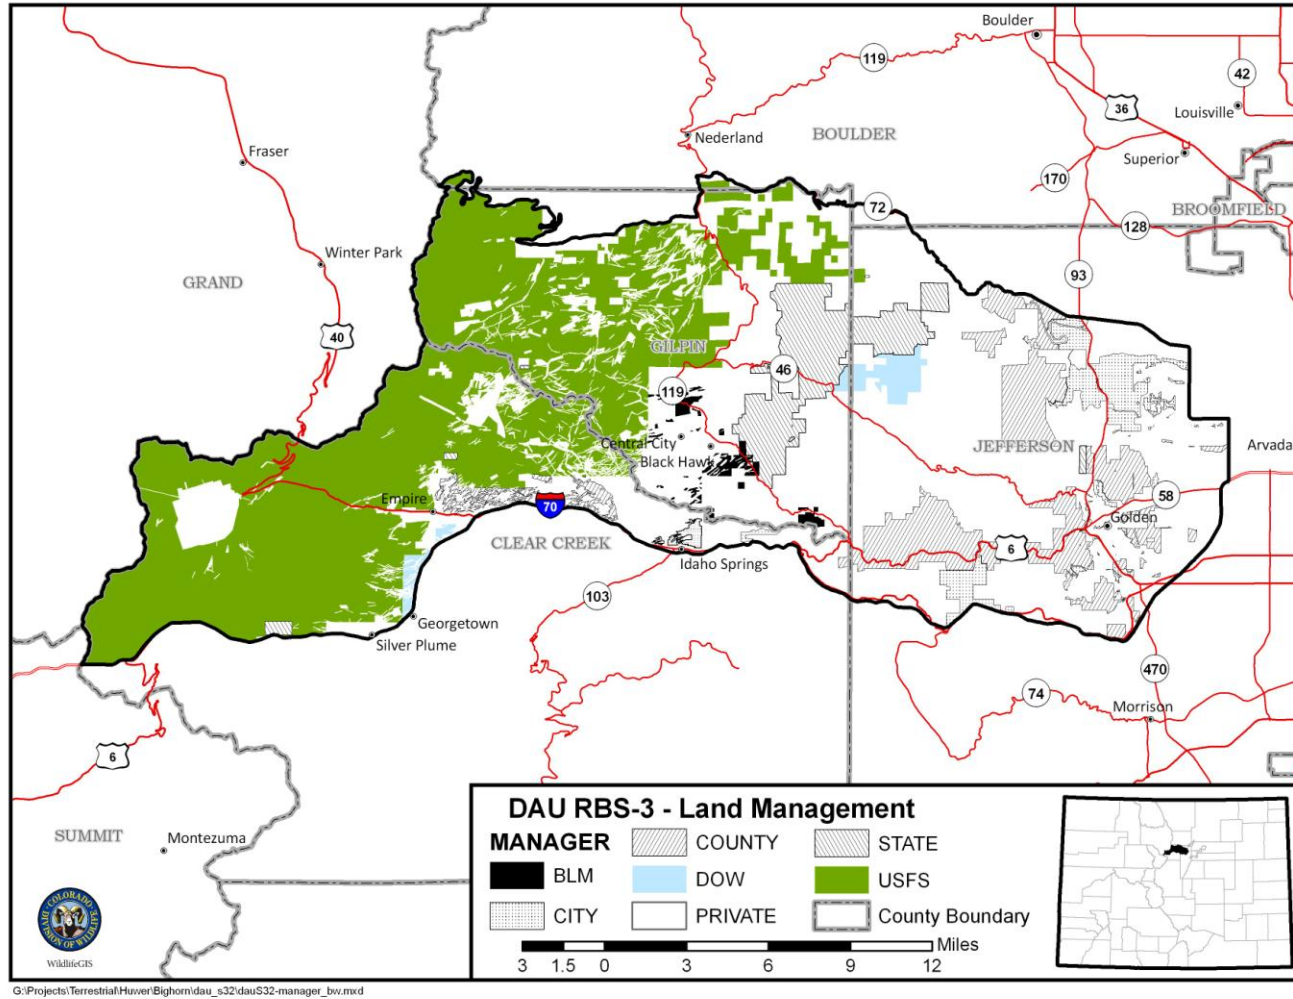 Boulder
119
42
36
Louisville
Nederland
BOULDER
Fraser
Superior
170
72
BROOMFIELD
128
Winter Park
93
GRAND
40
GILPIN
46
119
Central City
Black Hawk
JEFFERSON
Arvada
Empire
70
58
Golden
CLEAR CREEK
6
Idaho Springs
103
Georgetown
Silver Plume
470
74
Morrison
6
SUMMIT
Montezuma
DAU RBS-3 - Land Management
MANAGER
COUNTY
STATE
BLM
DOW
USFS
CITY
PRIVATE
County Boundary
Miles
3 1.5 0 3 6 9 12
COLORADO
DIVISION OF WILDLIFE
WildlifeGIS
G:\Projects\Terrestrial\Huwer\Bighorn\dau_s32\dauS32-manager_bw.mxd